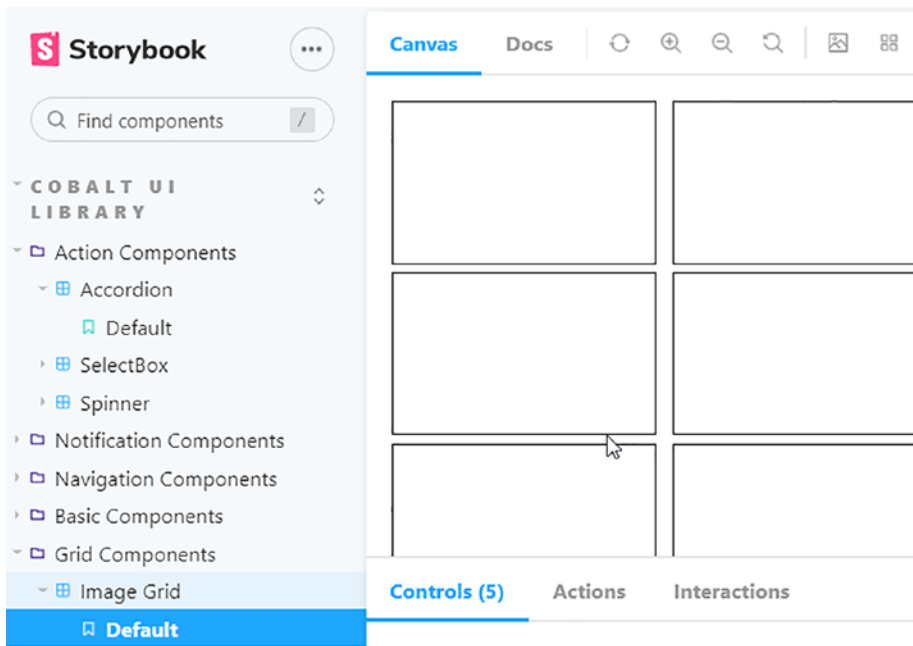 Storybook
Find components /
COBALT UI
LIBRARY
Action Components
Accordion
Default
SelectBox
Spinner
Notification Components
Navigation Components
Basic Components
Grid Components
Image Grid
Default
Canvas Docs
Controls (5) Actions Interactions